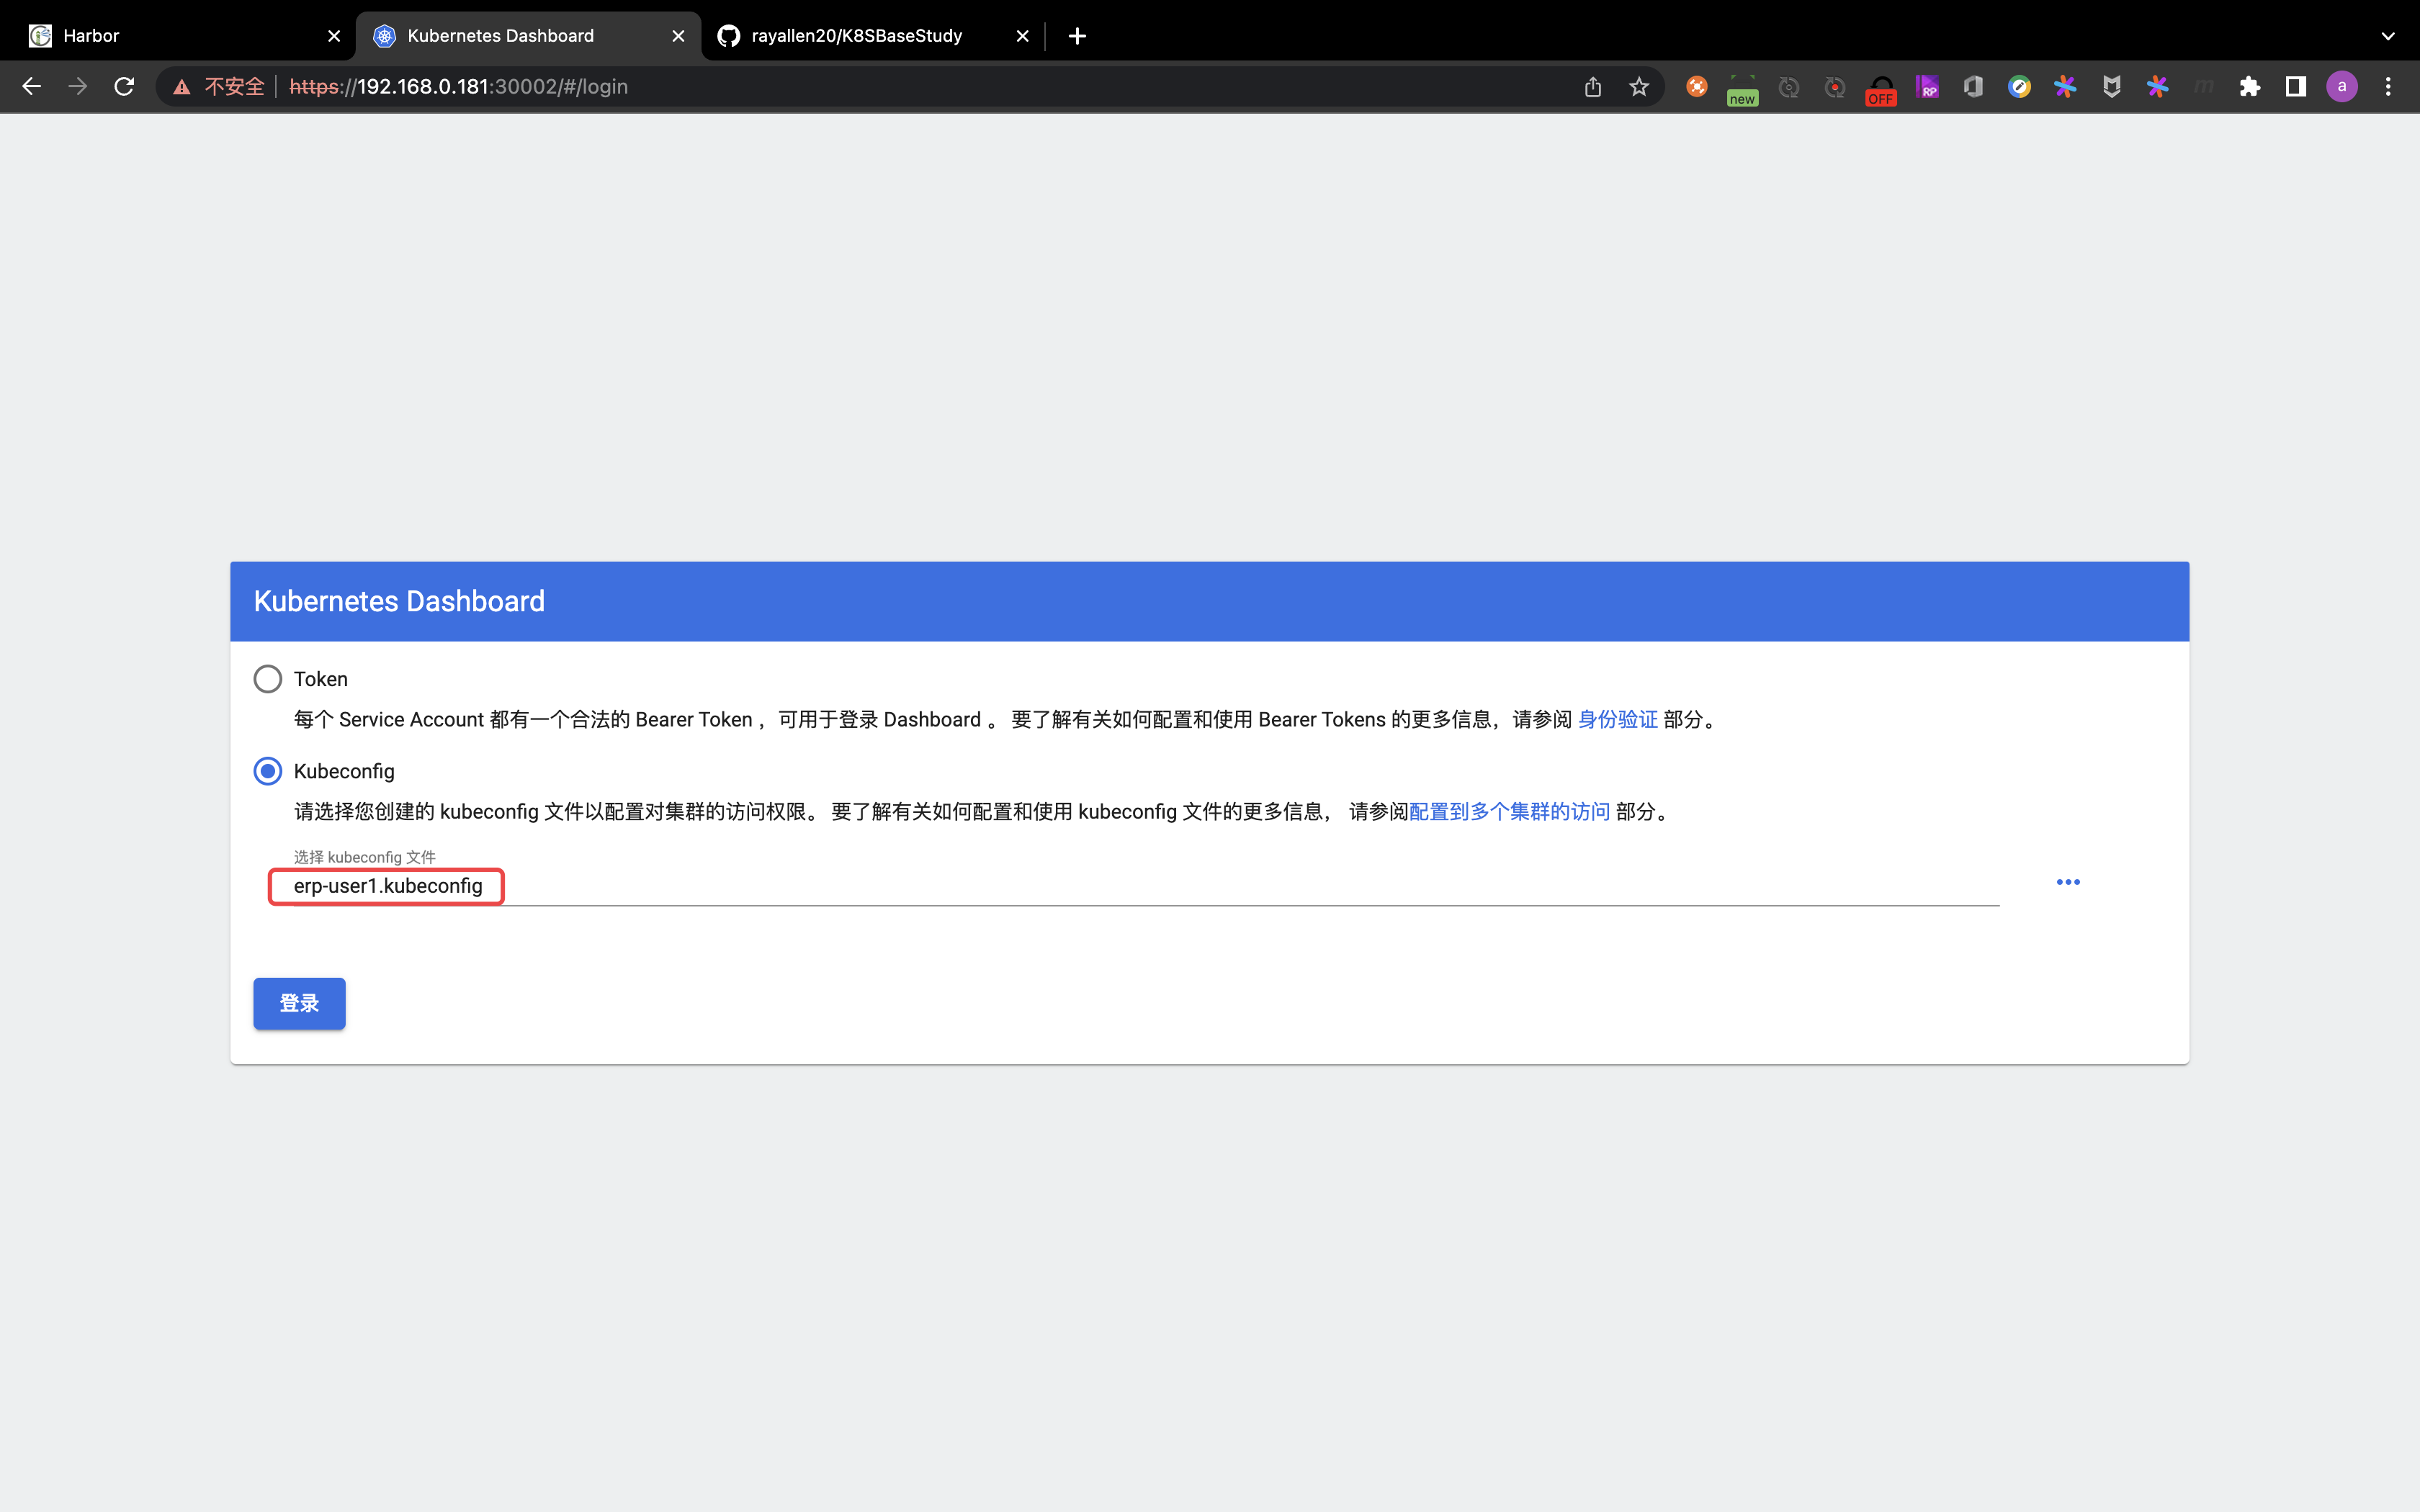 Harbor
Kubernetes Dashboard
rayallen20/K8SBaseStudy
不安全
https://192.168.0.181:30002/#/login
new
OFF
RP
m
a
Kubernetes Dashboard
Token
每个 Service Account 都有一个合法的 Bearer Token ，可用于登录 Dashboard 。 要了解有关如何配置和使用 Bearer Tokens 的更多信息，请参阅 身份验证 部分。
Kubeconfig
请选择您创建的 kubeconfig 文件以配置对集群的访问权限。 要了解有关如何配置和使用 kubeconfig 文件的更多信息， 请参阅配置到多个集群的访问 部分。
选择 kubeconfig 文件
erp-user1.kubeconfig
登录